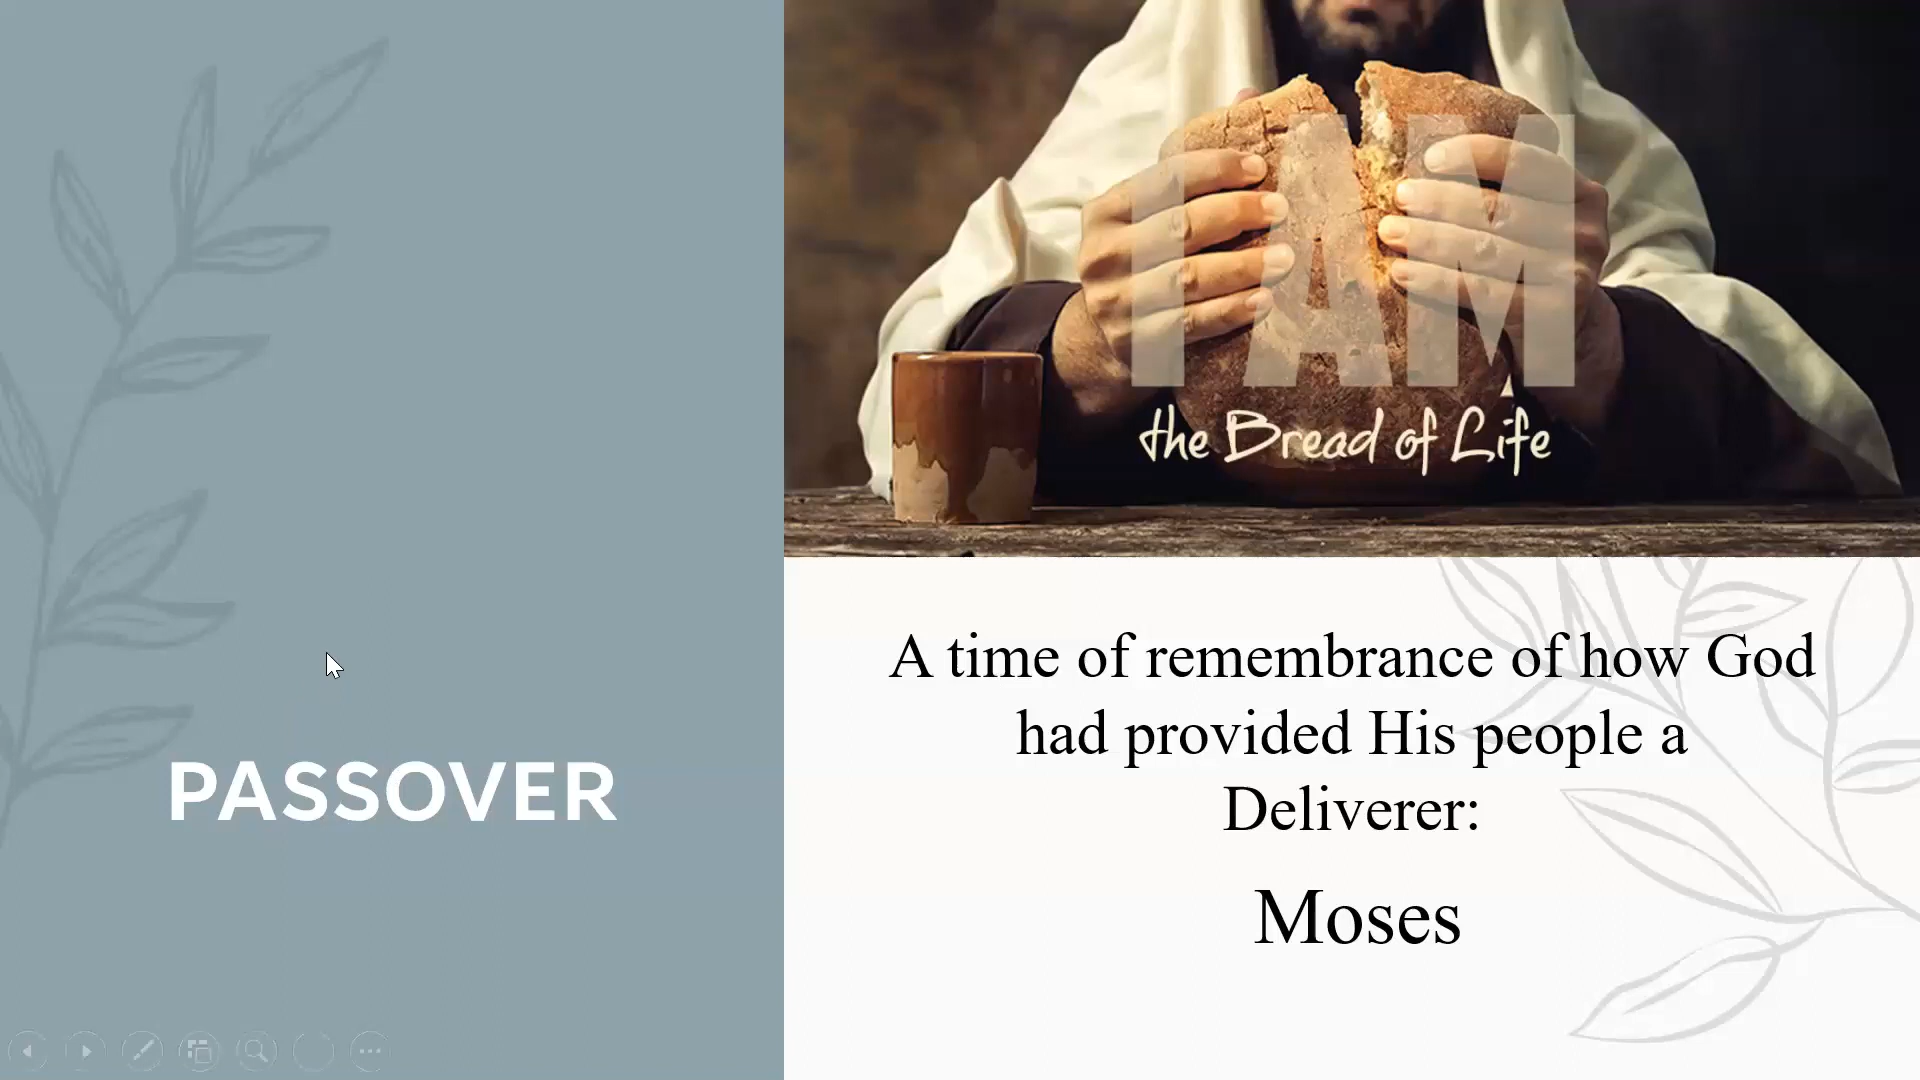 I AM
the Bread of Life
PASSOVER
A time of remembrance of how God
had provided His people a
Deliverer:
Moses